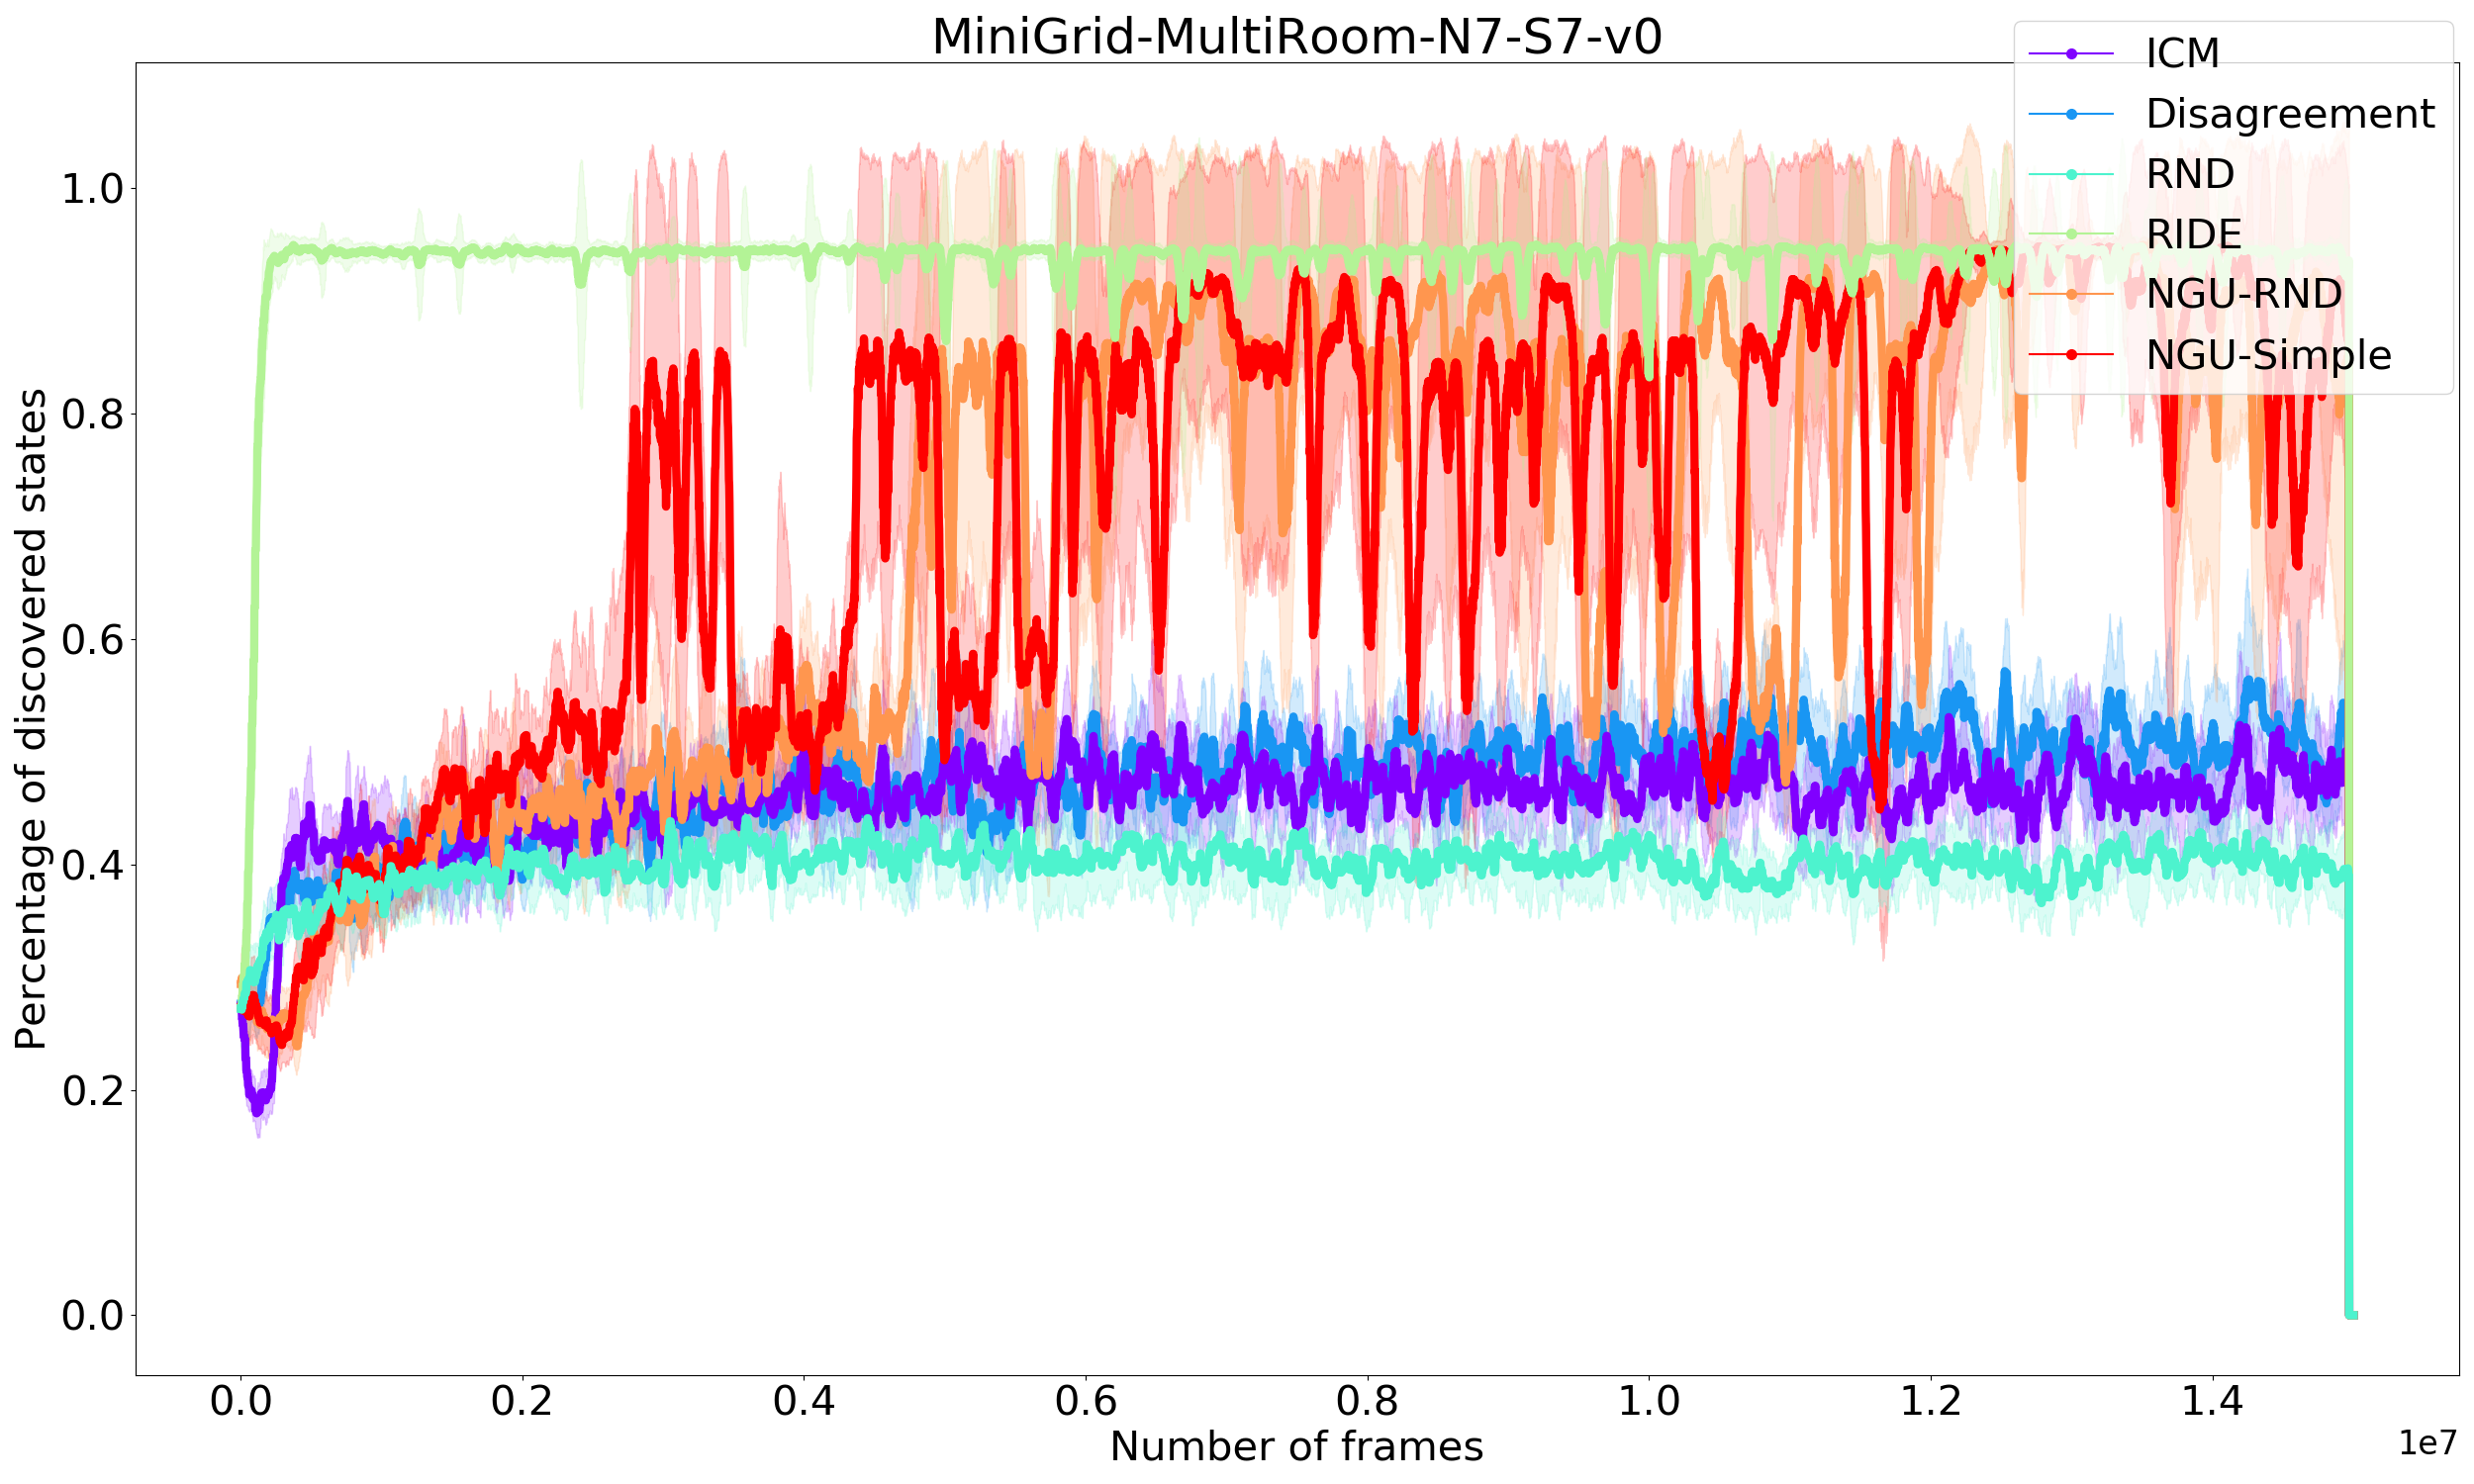 MiniGrid-MultiRoom-N7-S7-v0
ICM
Disagreement
RND
RIDE
NGU-RND
NGU-Simple
Percentage of discovered states
1.0
0.8
0.6
0.4
0.2
0.0
0.0 0.2 0.4 0.6 0.8 1.0 1.2 1.4
1e7
Number of frames